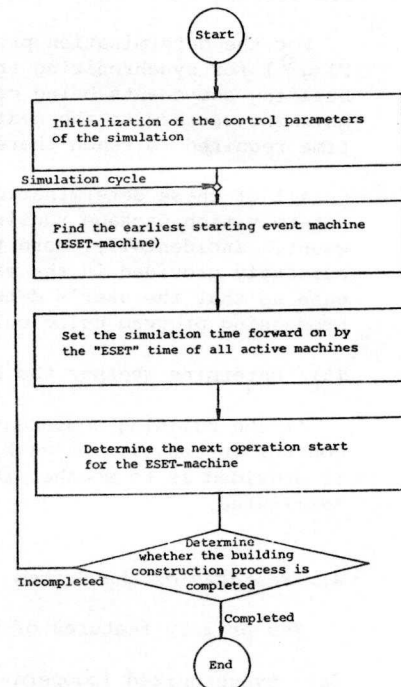 Start
Initialization of the control parameters
of the simulation
Simulation cycle
Find the earliest starting event machine
(ESET-machine)
Set the simulation time forward on by
the "ESET" time of all active machines
Determine the next operation start
for the ESET-machine
Determine
whether the building
construction process is
completed
Incompleted
Completed
End